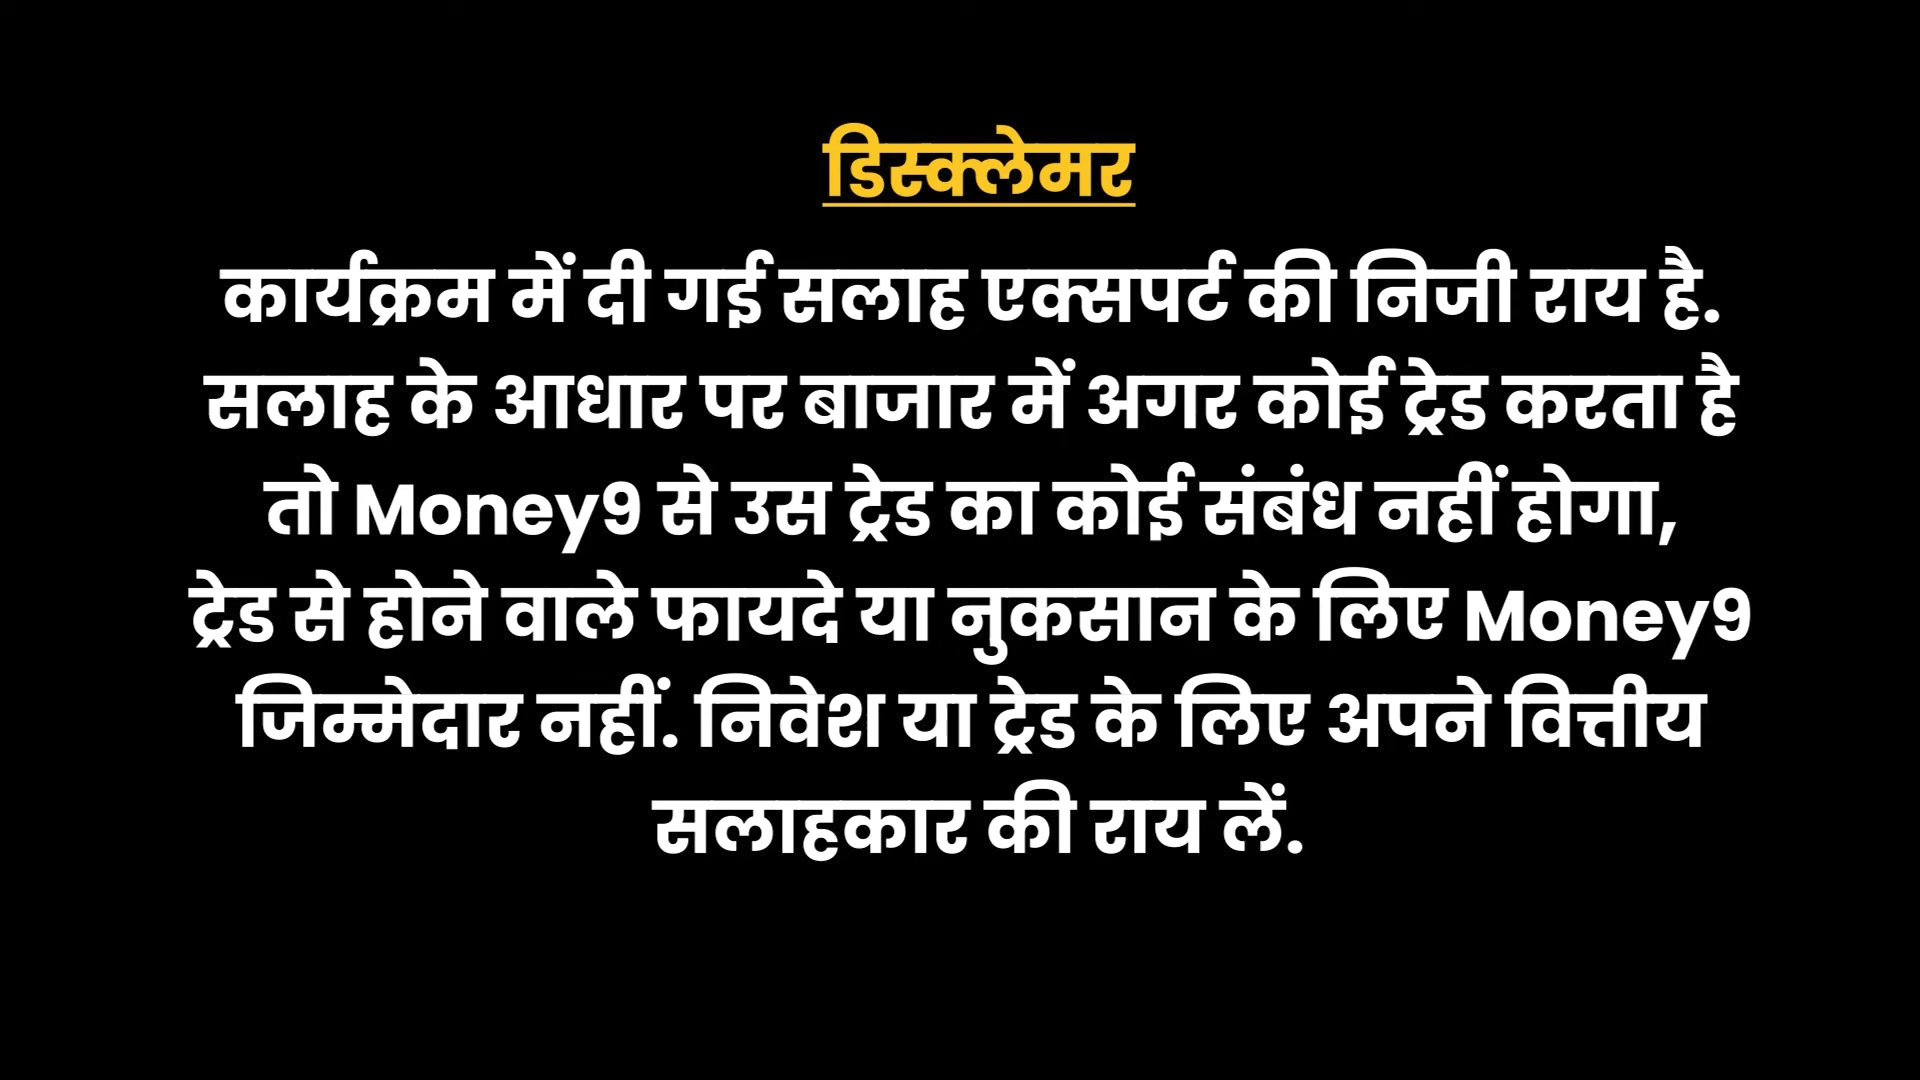 डिस्क्लेमर
कार्यक्रम में दी गई सलाह एक्सपर्ट की निजी राय है.
सलाह के आधार पर बाजार में अगर कोई ट्रेड करता है
तो Money9 से उस ट्रेड का कोई संबंध नहीं होगा,
ट्रेड से होने वाले फायदे या नुकसान के लिए Money9
जिम्मेदार नहीं. निवेश या ट्रेड के लिए अपने वित्तीय
सलाहकार की राय लें.